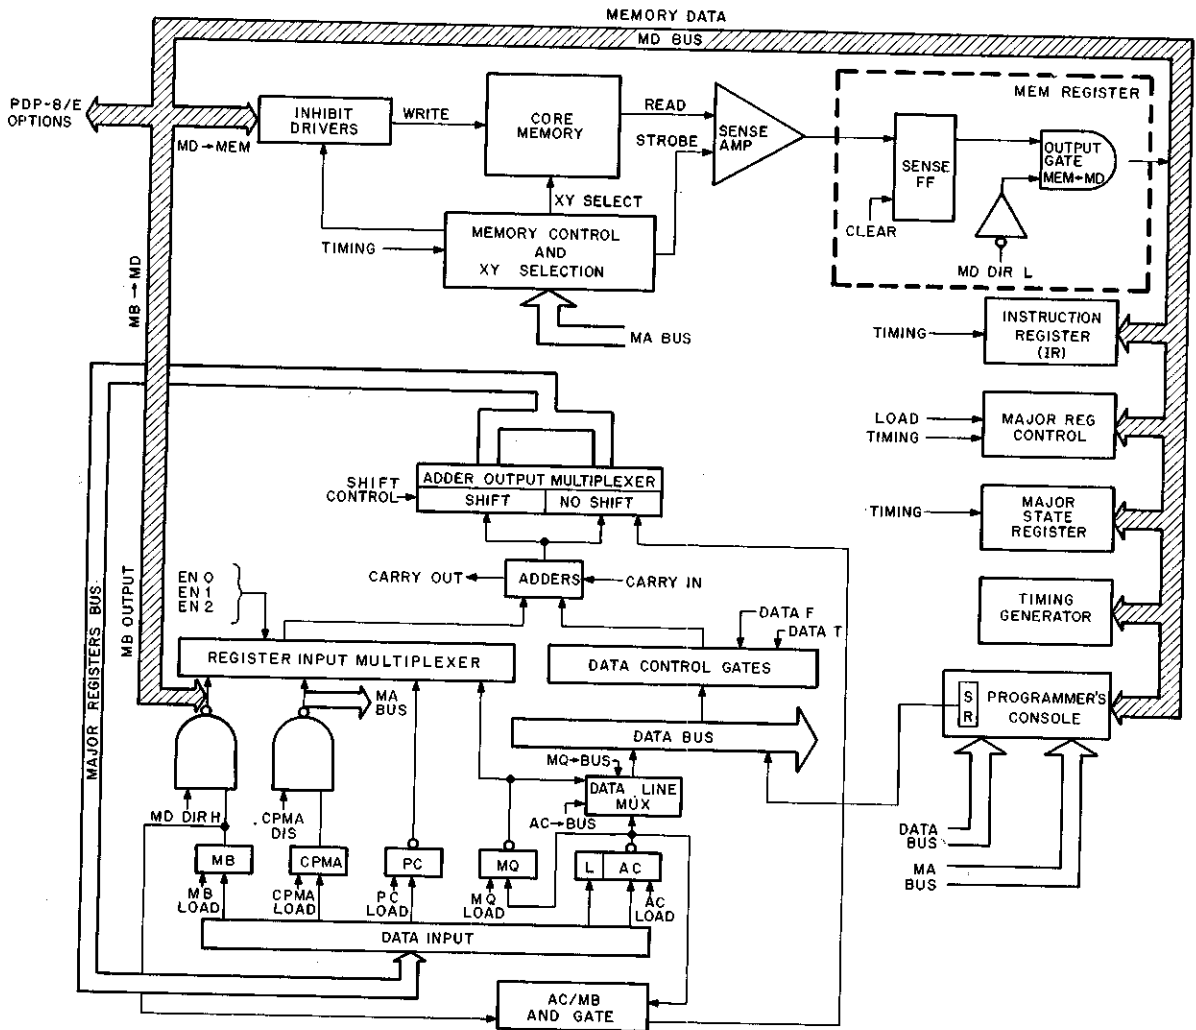 MEMORY DATA
MD BUS
PDP-8/E
OPTIONS
MD→MEM
INHIBIT
DRIVERS
WRITE
CORE
MEMORY
READ
STROBE
SENSE
AMP
MEM REGISTER
SENSE
FF
CLEAR
OUTPUT
GATE
MEM→MD
MD DIR L
XY SELECT
TIMING
MEMORY CONTROL
AND
XY SELECTION
MA BUS
MB→MD
TIMING
INSTRUCTION
REGISTER
(IR)
LOAD
TIMING
MAJOR REG
CONTROL
TIMING
MAJOR
STATE
REGISTER
TIMING
GENERATOR
SHIFT
CONTROL
ADDER OUTPUT MULTIPLEXER
SHIFT
NO SHIFT
CARRY OUT
ADDERS
CARRY IN
EN 0
EN 1
EN 2
MB OUTPUT
MAJOR REGISTERS BUS
DATA F
DATA T
REGISTER INPUT MULTIPLEXER
DATA CONTROL GATES
MA
BUS
DATA BUS
S
R
PROGRAMMER'S
CONSOLE
MQ→BUS
DATA LINE
MUX
AC→BUS
MD DIR H
CPMA
DIS
MB
CPMA
PC
MQ
L
AC
MB
LOAD
CPMA
LOAD
PC
LOAD
MQ
LOAD
AC
LOAD
DATA INPUT
DATA
BUS
MA
BUS
AC/MB
AND GATE